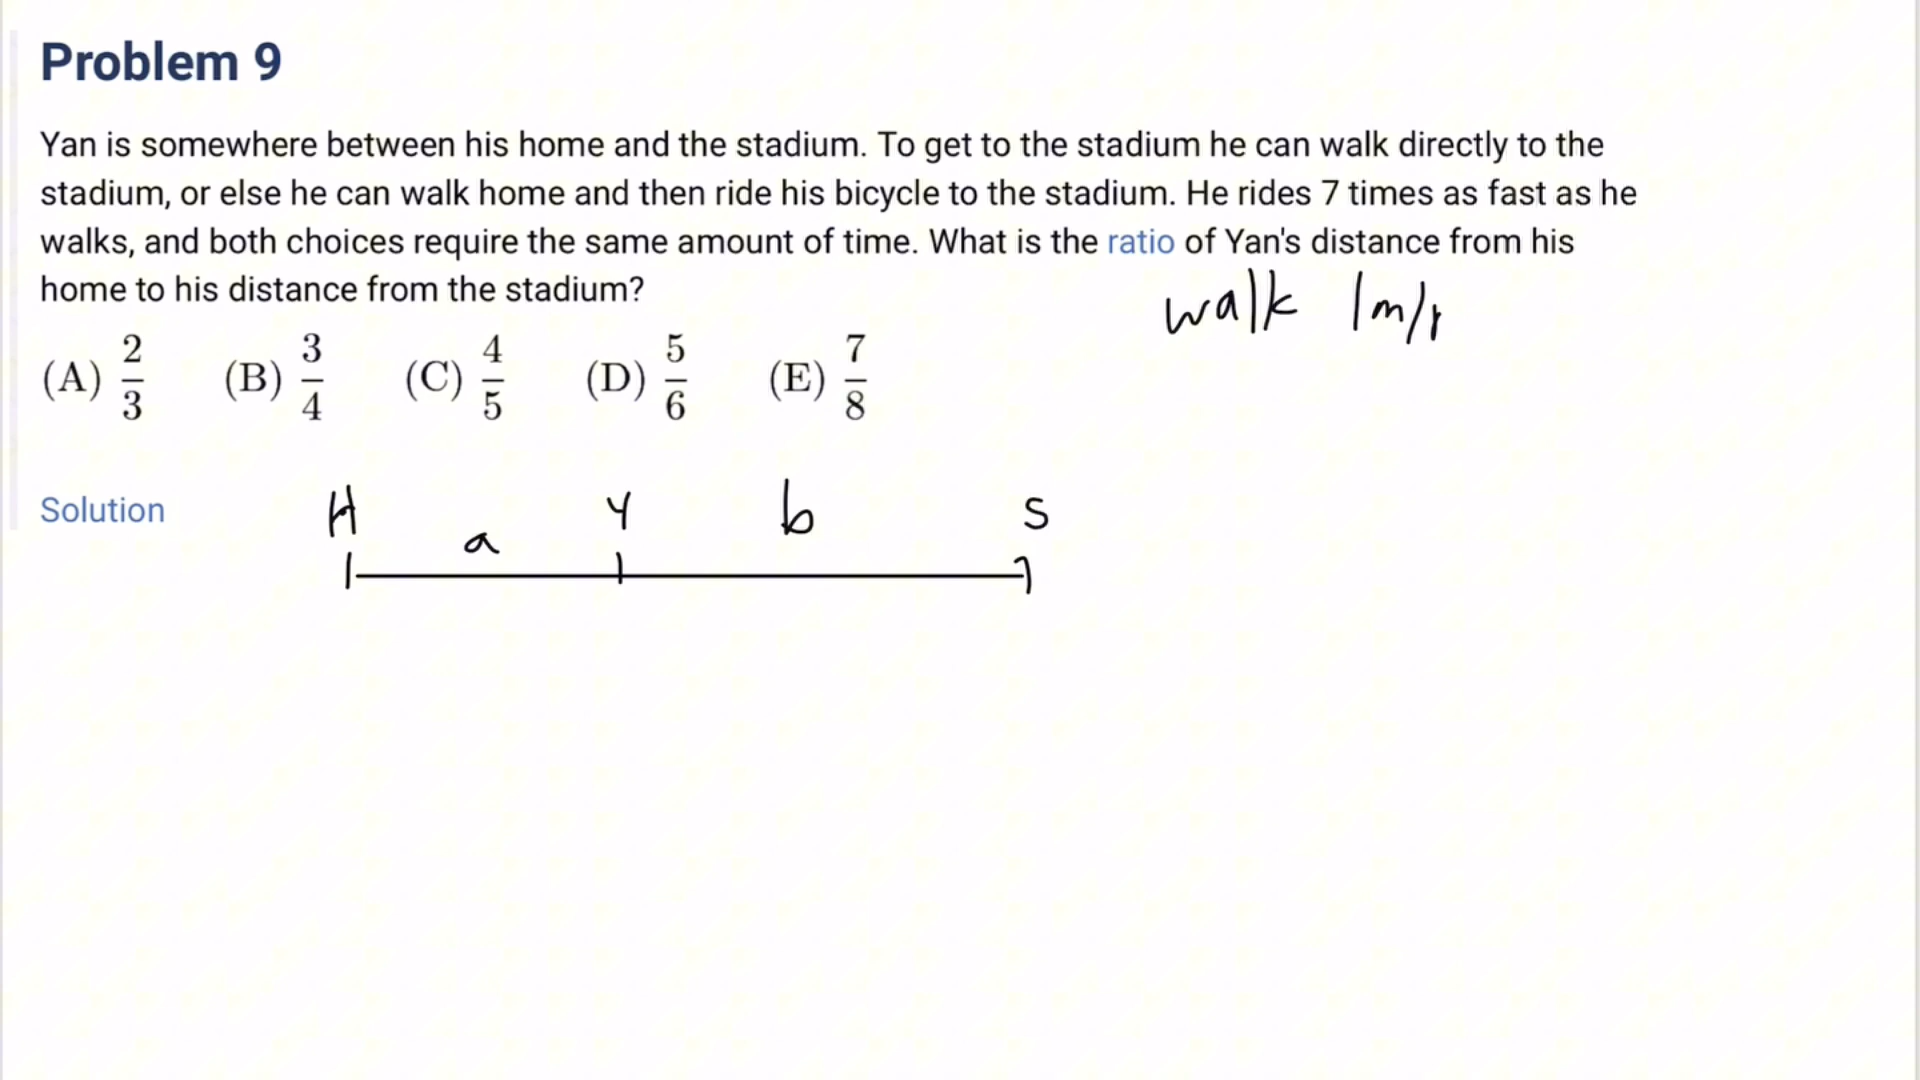 Problem 9
Yan is somewhere between his home and the stadium. To get to the stadium he can walk directly to the
stadium, or else he can walk home and then ride his bicycle to the stadium. He rides 7 times as fast as he
walks, and both choices require the same amount of time. What is the ratio of Yan's distance from his
home to his distance from the stadium?
walk 1m/s
(A) 2/3 (B) 3/4 (C) 4/5 (D) 5/6 (E) 7/8
Solution
H a Y b S